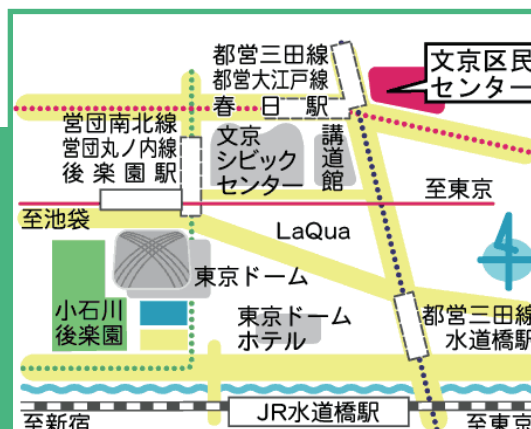 都営三田線
都営大江戸線
春日駅
文京区民
センター
営団南北線
営団丸ノ内線
後楽園駅
文京
シビック
センター
講道館
至東京
至池袋
LaQua
4
東京ドーム
小石川
後楽園
東京ドーム
ホテル
都営三田線
水道橋駅
JR水道橋駅
至新宿
至東京